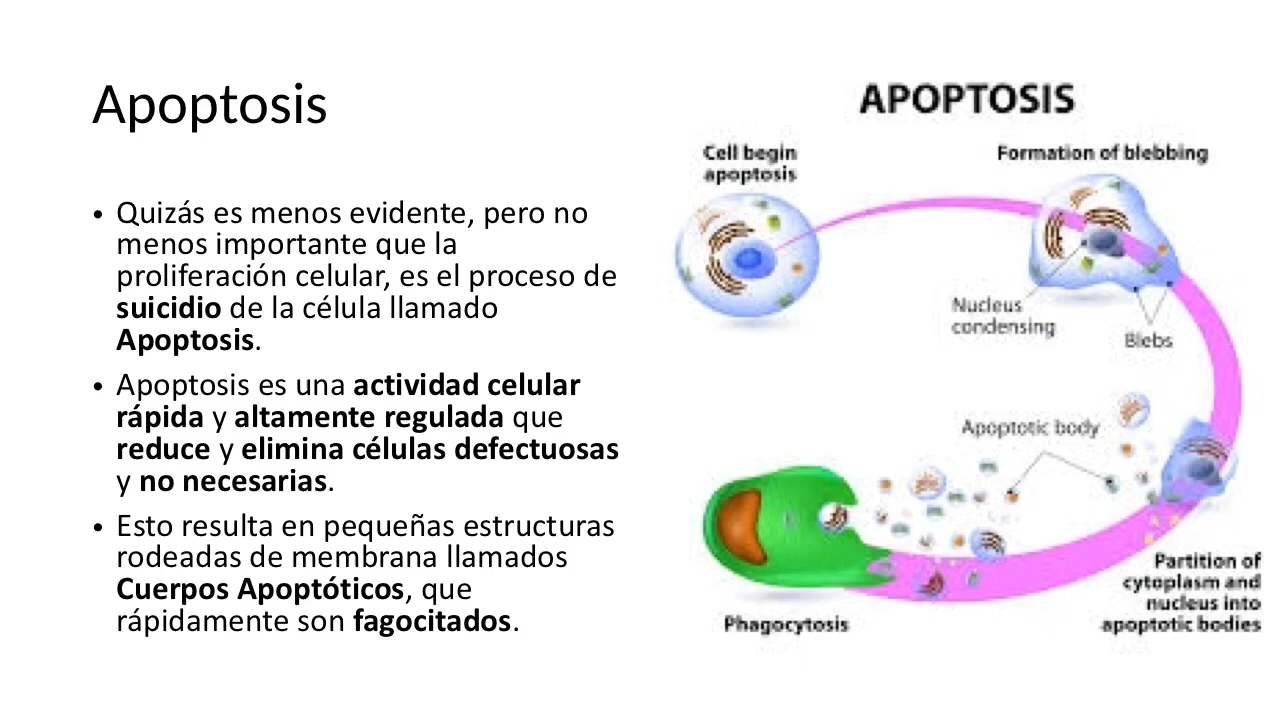 Apoptosis
• Quizás es menos evidente, pero no
menos importante que la
proliferación celular, es el proceso de
suicidio de la célula llamado
Apoptosis.
• Apoptosis es una actividad celular
rápida y altamente regulada que
reduce y elimina células defectuosas
y no necesarias.
• Esto resulta en pequeñas estructuras
rodeadas de membrana llamados
Cuerpos Apoptóticos, que
rápidamente son fagocitados.
APOPTOSIS
Cell begin
apoptosis
Formation of blebbing
Nucleus
condensing
Blebs
Apoptotic body
Partition of
cytoplasm and
nucleus into
apoptotic bodies
Phagocytosis